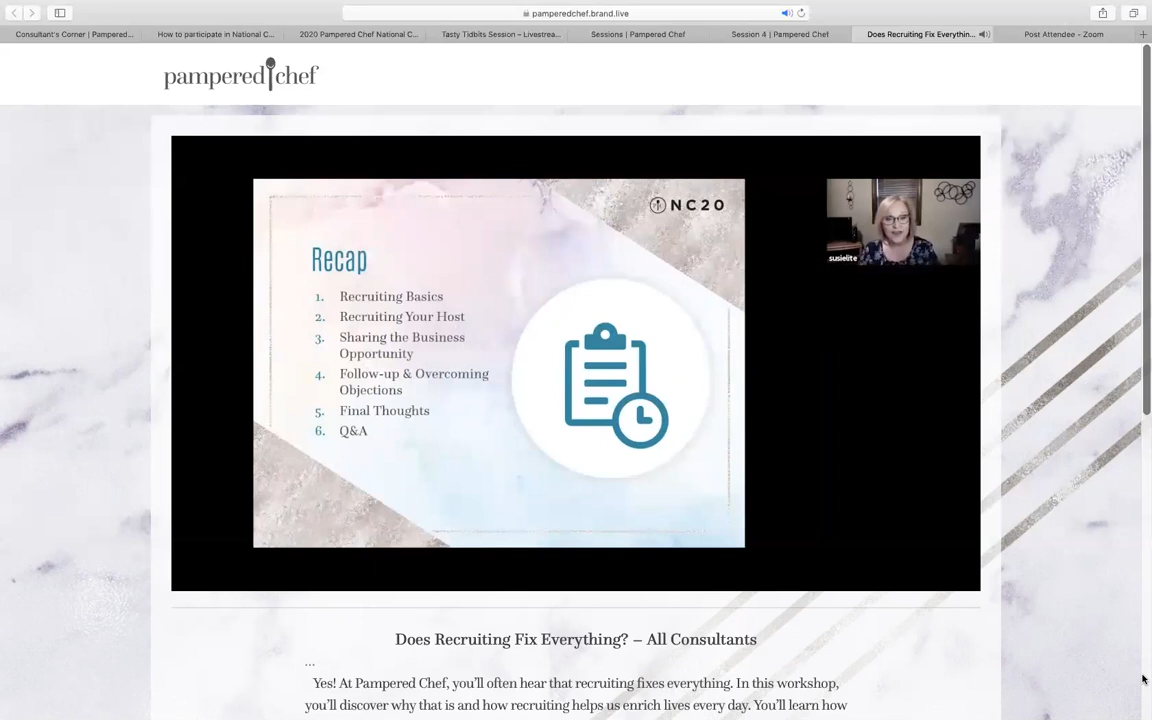 pamperedchef.brand.live
Consultant's Corner | Pampered...
How to participate in National C...
2020 Pampered Chef National C...
Tasty Tidbits Session – Livestrea...
Sessions | Pampered Chef
Session 4 | Pampered Chef
Does Recruiting Fix Everythin...
Post Attendee - Zoom
pampered chef
NC20
Recap
1. Recruiting Basics
2. Recruiting Your Host
3. Sharing the Business
Opportunity
4. Follow-up & Overcoming
Objections
5. Final Thoughts
6. Q&A
susielite
Does Recruiting Fix Everything? – All Consultants
...
Yes! At Pampered Chef, you'll often hear that recruiting fixes everything. In this workshop,
you'll discover why that is and how recruiting helps us enrich lives every day. You'll learn how